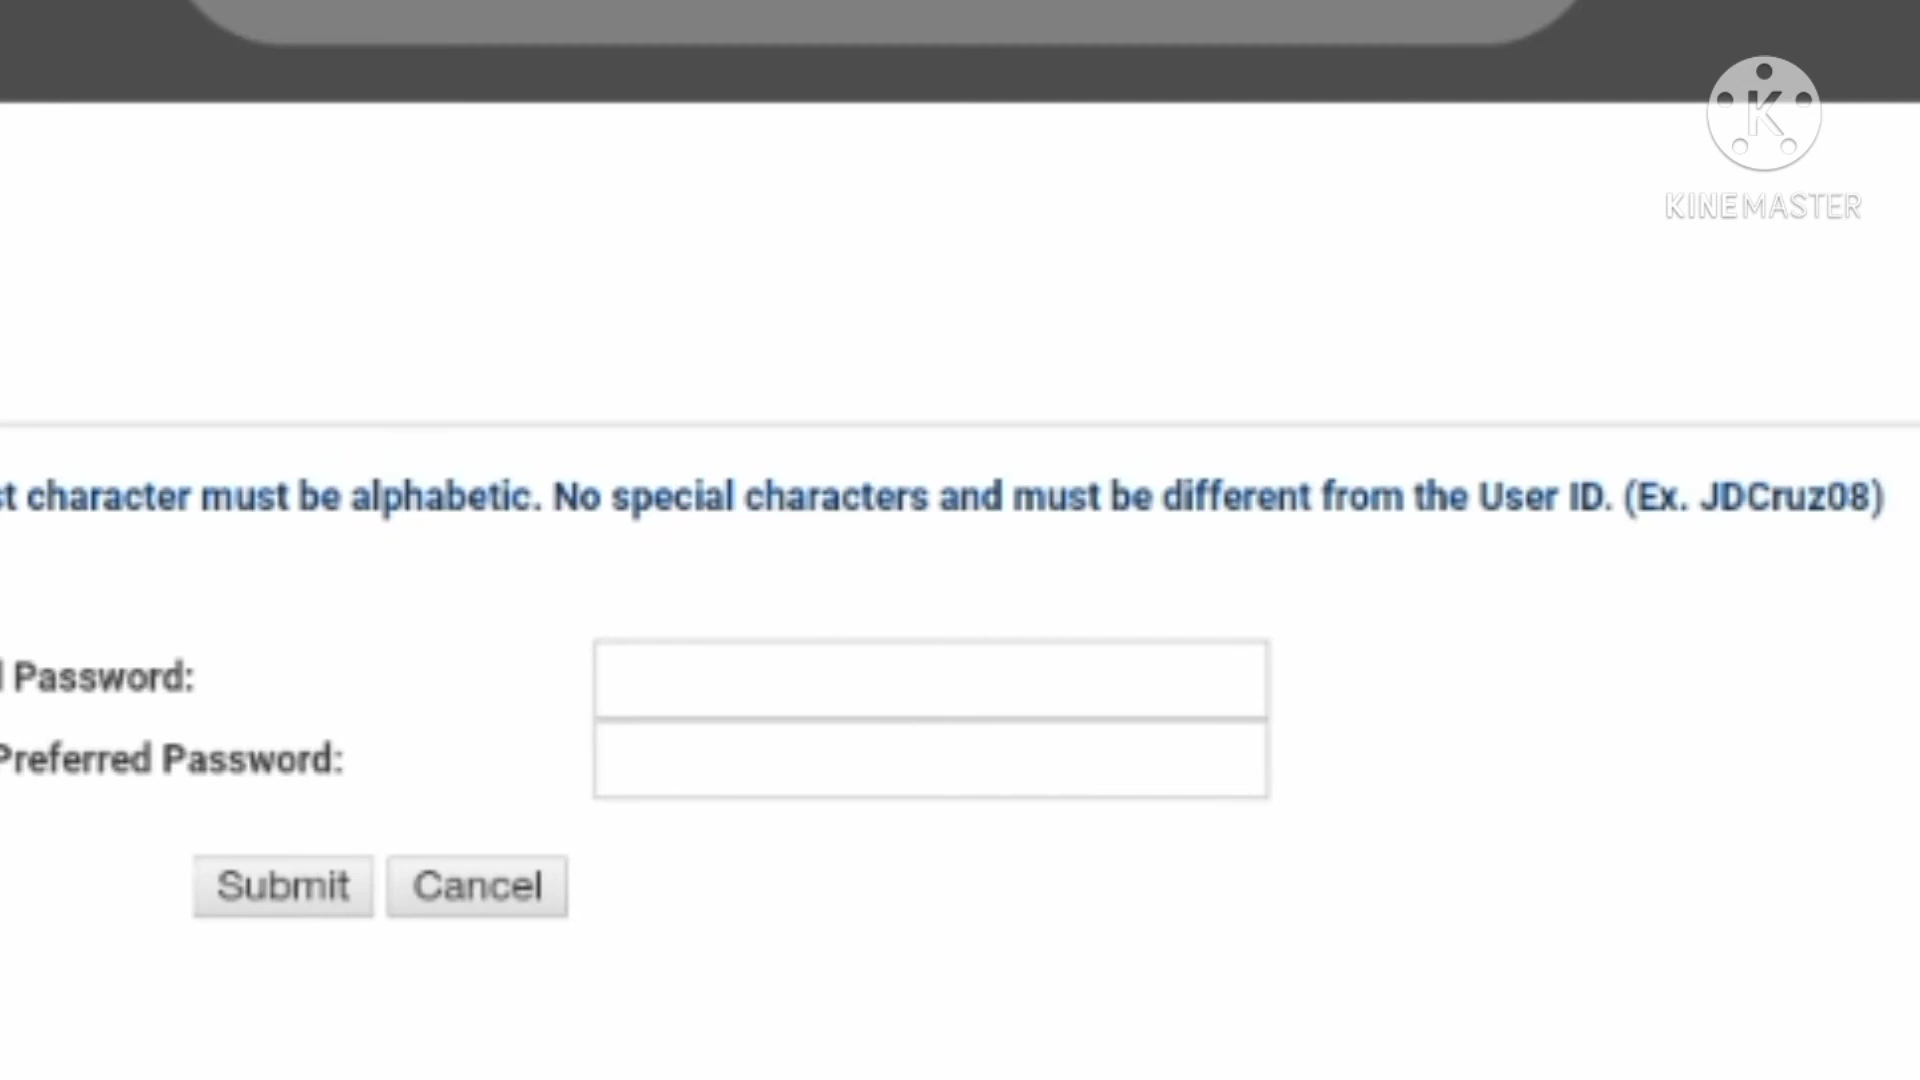 K
KINEMASTER
character must be alphabetic. No special characters and must be different from the User ID. (Ex. JDCruz08)
Password:
Preferred Password:
Submit Cancel